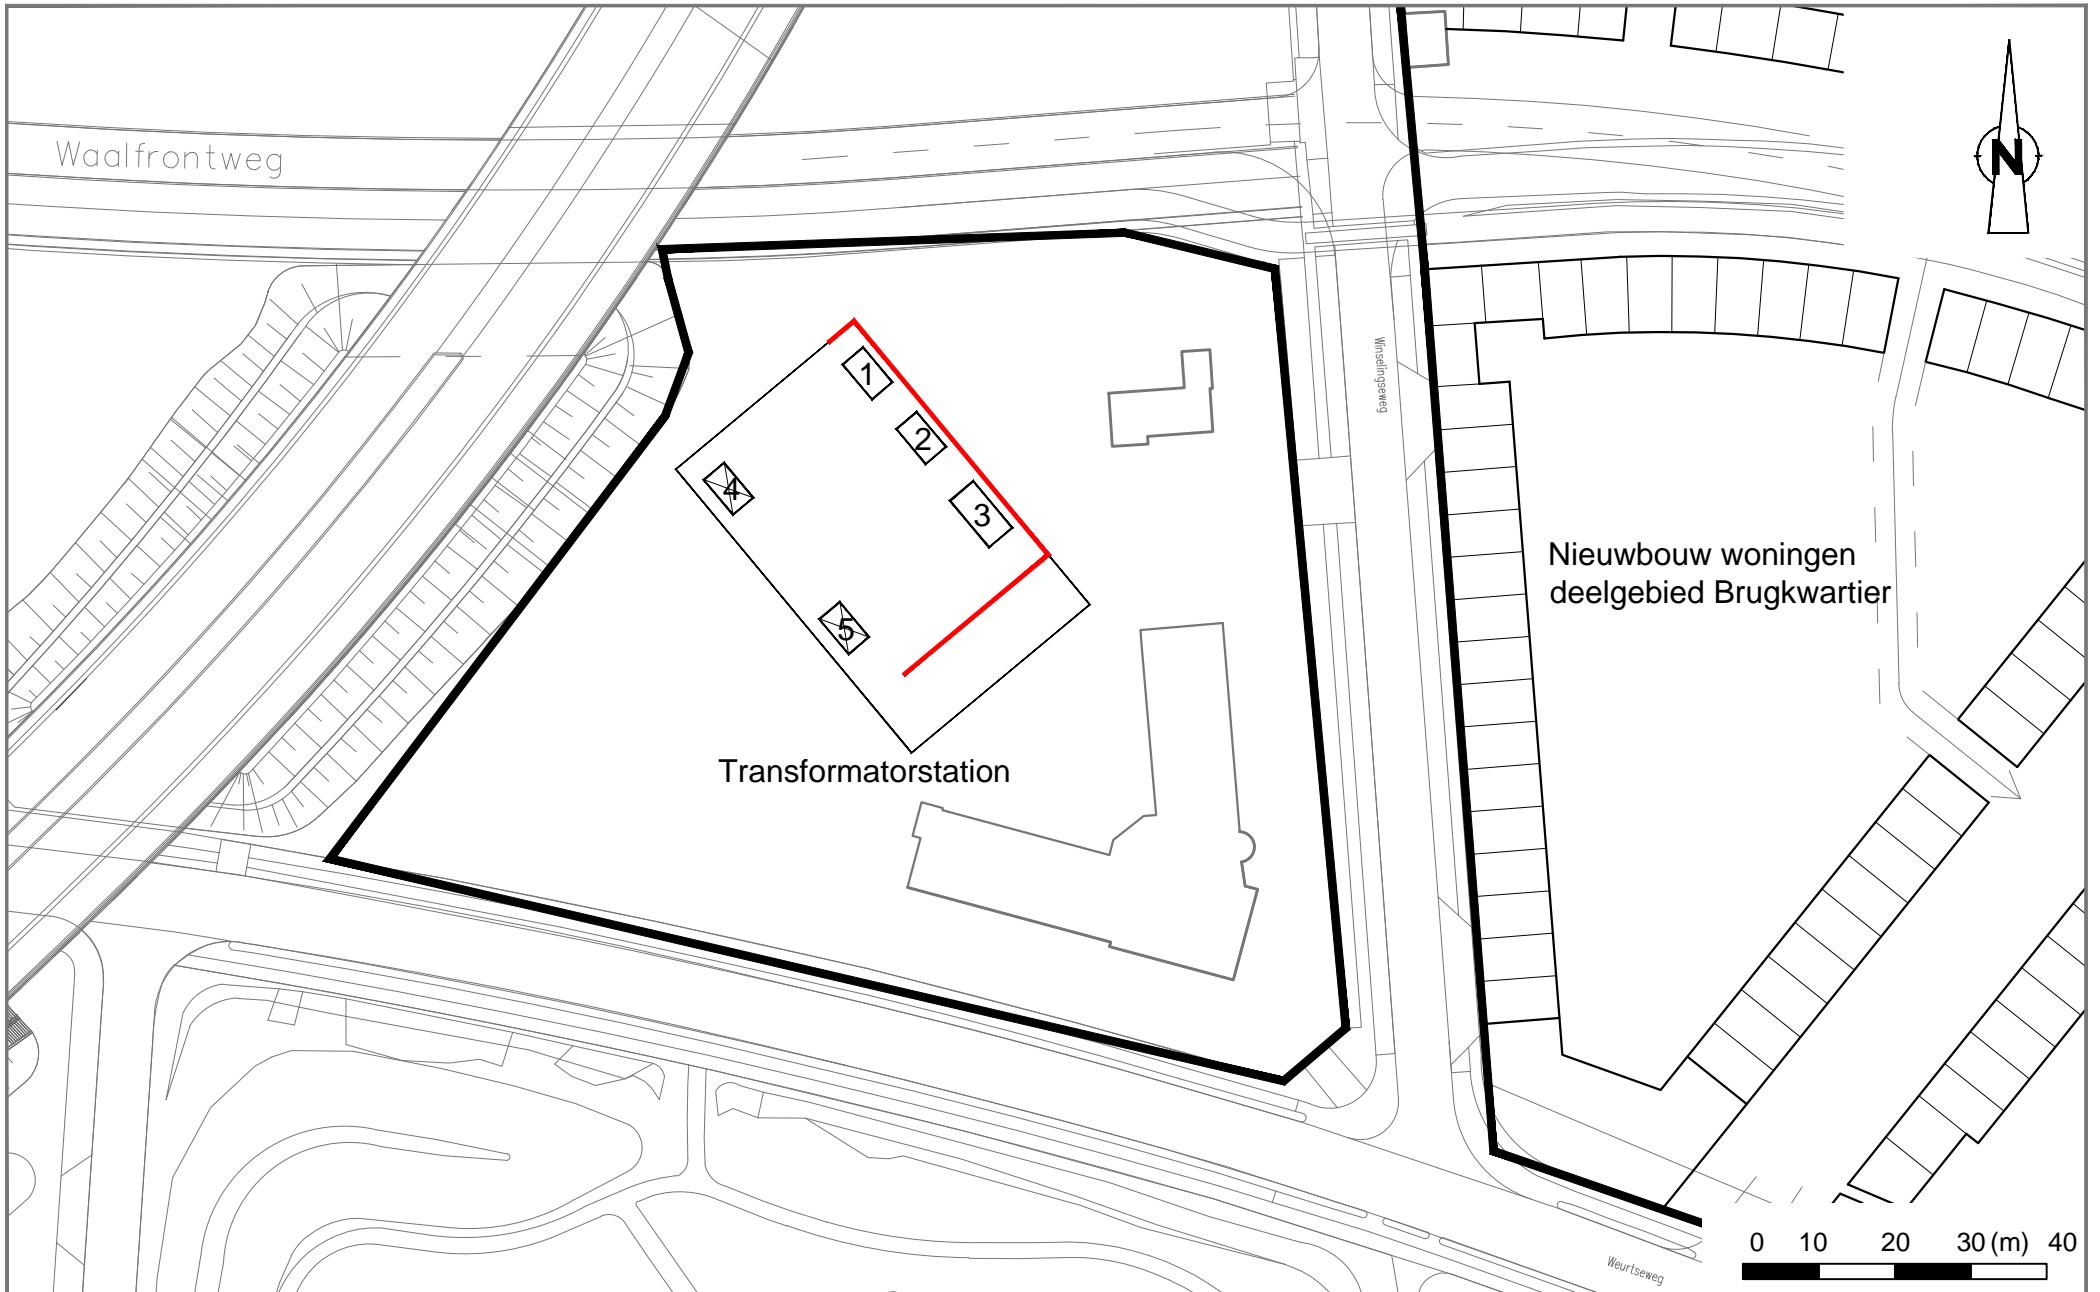 Waalfrontweg
N
1
2
3
4
5
Winselingseweg
Nieuwbouw woningen
deelgebied Brugkwartier
Transformatorstation
0 10 20 30 (m) 40
Weurtseweg